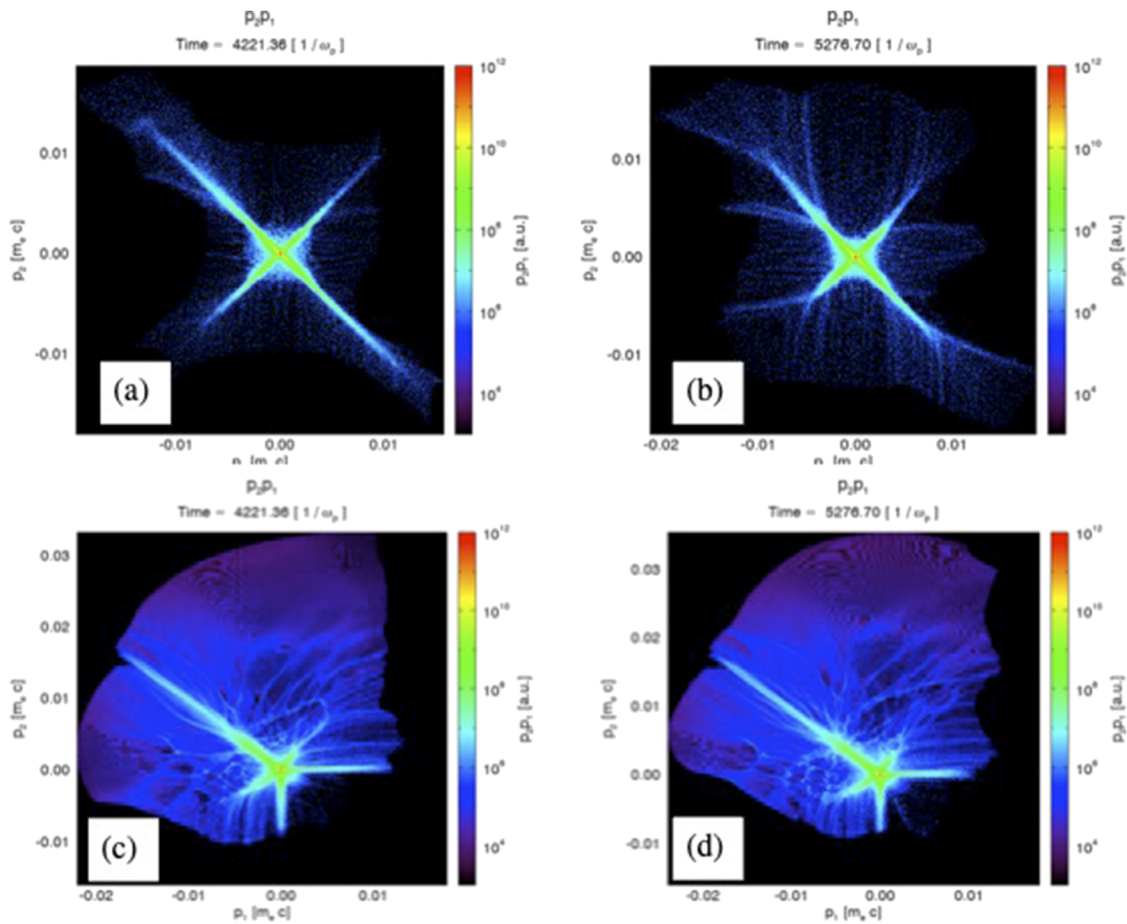 p₂p₁
Time = 4221.36 [ 1 / ωₚ ]
p₂ [mₑ c]
0.01
0.00
-0.01
-0.01
0.00
0.01
p [m c]
10¹²
10¹⁰
10⁸
10⁶
10⁴
p₂p₁ [a.u.]
(a)
p₂p₁
Time = 5276.70 [ 1 / ωₚ ]
p₂ [mₑ c]
0.01
0.00
-0.01
-0.02
-0.01
0.00
0.01
p [m c]
10¹²
10¹⁰
10⁸
10⁶
10⁴
p₂p₁ [a.u.]
(b)
p₂p₁
Time = 4221.36 [ 1 / ωₚ ]
p₂ [mₑ c]
0.03
0.02
0.01
0.00
-0.01
-0.02
-0.01
0.00
0.01
p₁ [mₑ c]
10¹²
10¹⁰
10⁸
10⁶
10⁴
p₂p₁ [a.u.]
(c)
p₂p₁
Time = 5276.70 [ 1 / ωₚ ]
p₂ [mₑ c]
0.03
0.02
0.01
0.00
-0.01
-0.02
-0.01
0.00
0.01
p₁ [mₑ c]
10¹²
10¹⁰
10⁸
10⁶
10⁴
p₂p₁ [a.u.]
(d)